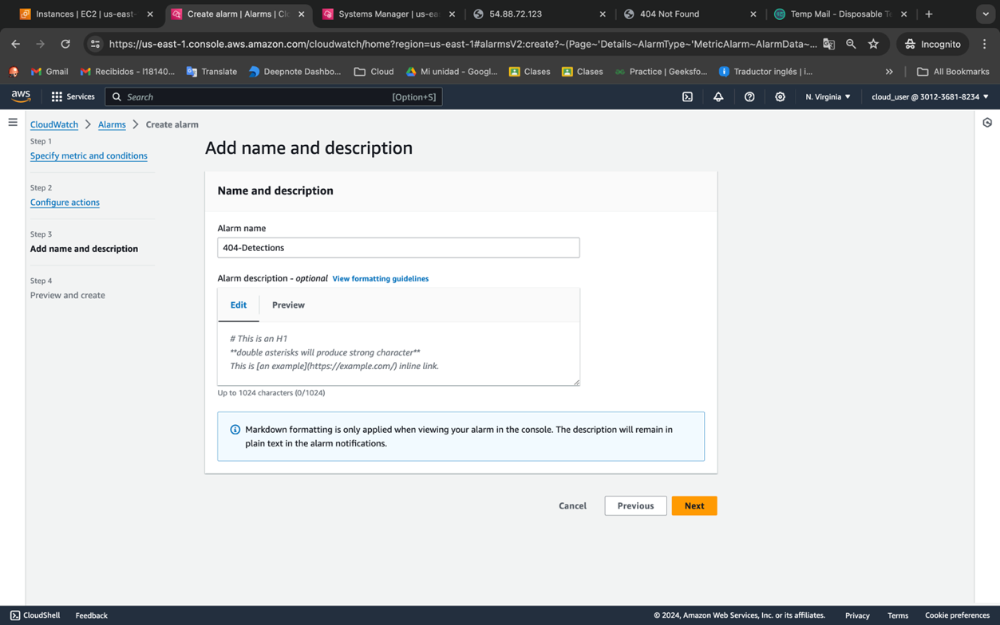 Instances | EC2 | us-east-
Create alarm | Alarms | Clo
Systems Manager | us-eas
54.88.72.123
404 Not Found
Temp Mail - Disposable Te
https://us-east-1.console.aws.amazon.com/cloudwatch/home?region=us-east-1#alarmsV2:create?~(Page~'Details~AlarmType~'MetricAlarm~AlarmData~...
Incognito
Gmail
Recibidos - l18140...
Translate
Deepnote Dashbo...
Cloud
Mi unidad - Googl...
Clases
Clases
Practice | Geeksfo...
Traductor inglés | i...
All Bookmarks
aws
Services
Search
[Option+S]
N. Virginia
cloud_user @ 3012-3681-8234
CloudWatch
Alarms
Create alarm
Step 1
Specify metric and conditions
Step 2
Configure actions
Step 3
Add name and description
Step 4
Preview and create
Add name and description
Name and description
Alarm name
404-Detections
Alarm description - optional View formatting guidelines
Edit
Preview
# This is an H1
**double asterisks will produce strong character**
This is [an example](https://example.com/) inline link.
Up to 1024 characters (0/1024)
Markdown formatting is only applied when viewing your alarm in the console. The description will remain in
plain text in the alarm notifications.
Cancel
Previous
Next
CloudShell
Feedback
© 2024, Amazon Web Services, Inc. or its affiliates.
Privacy
Terms
Cookie preferences